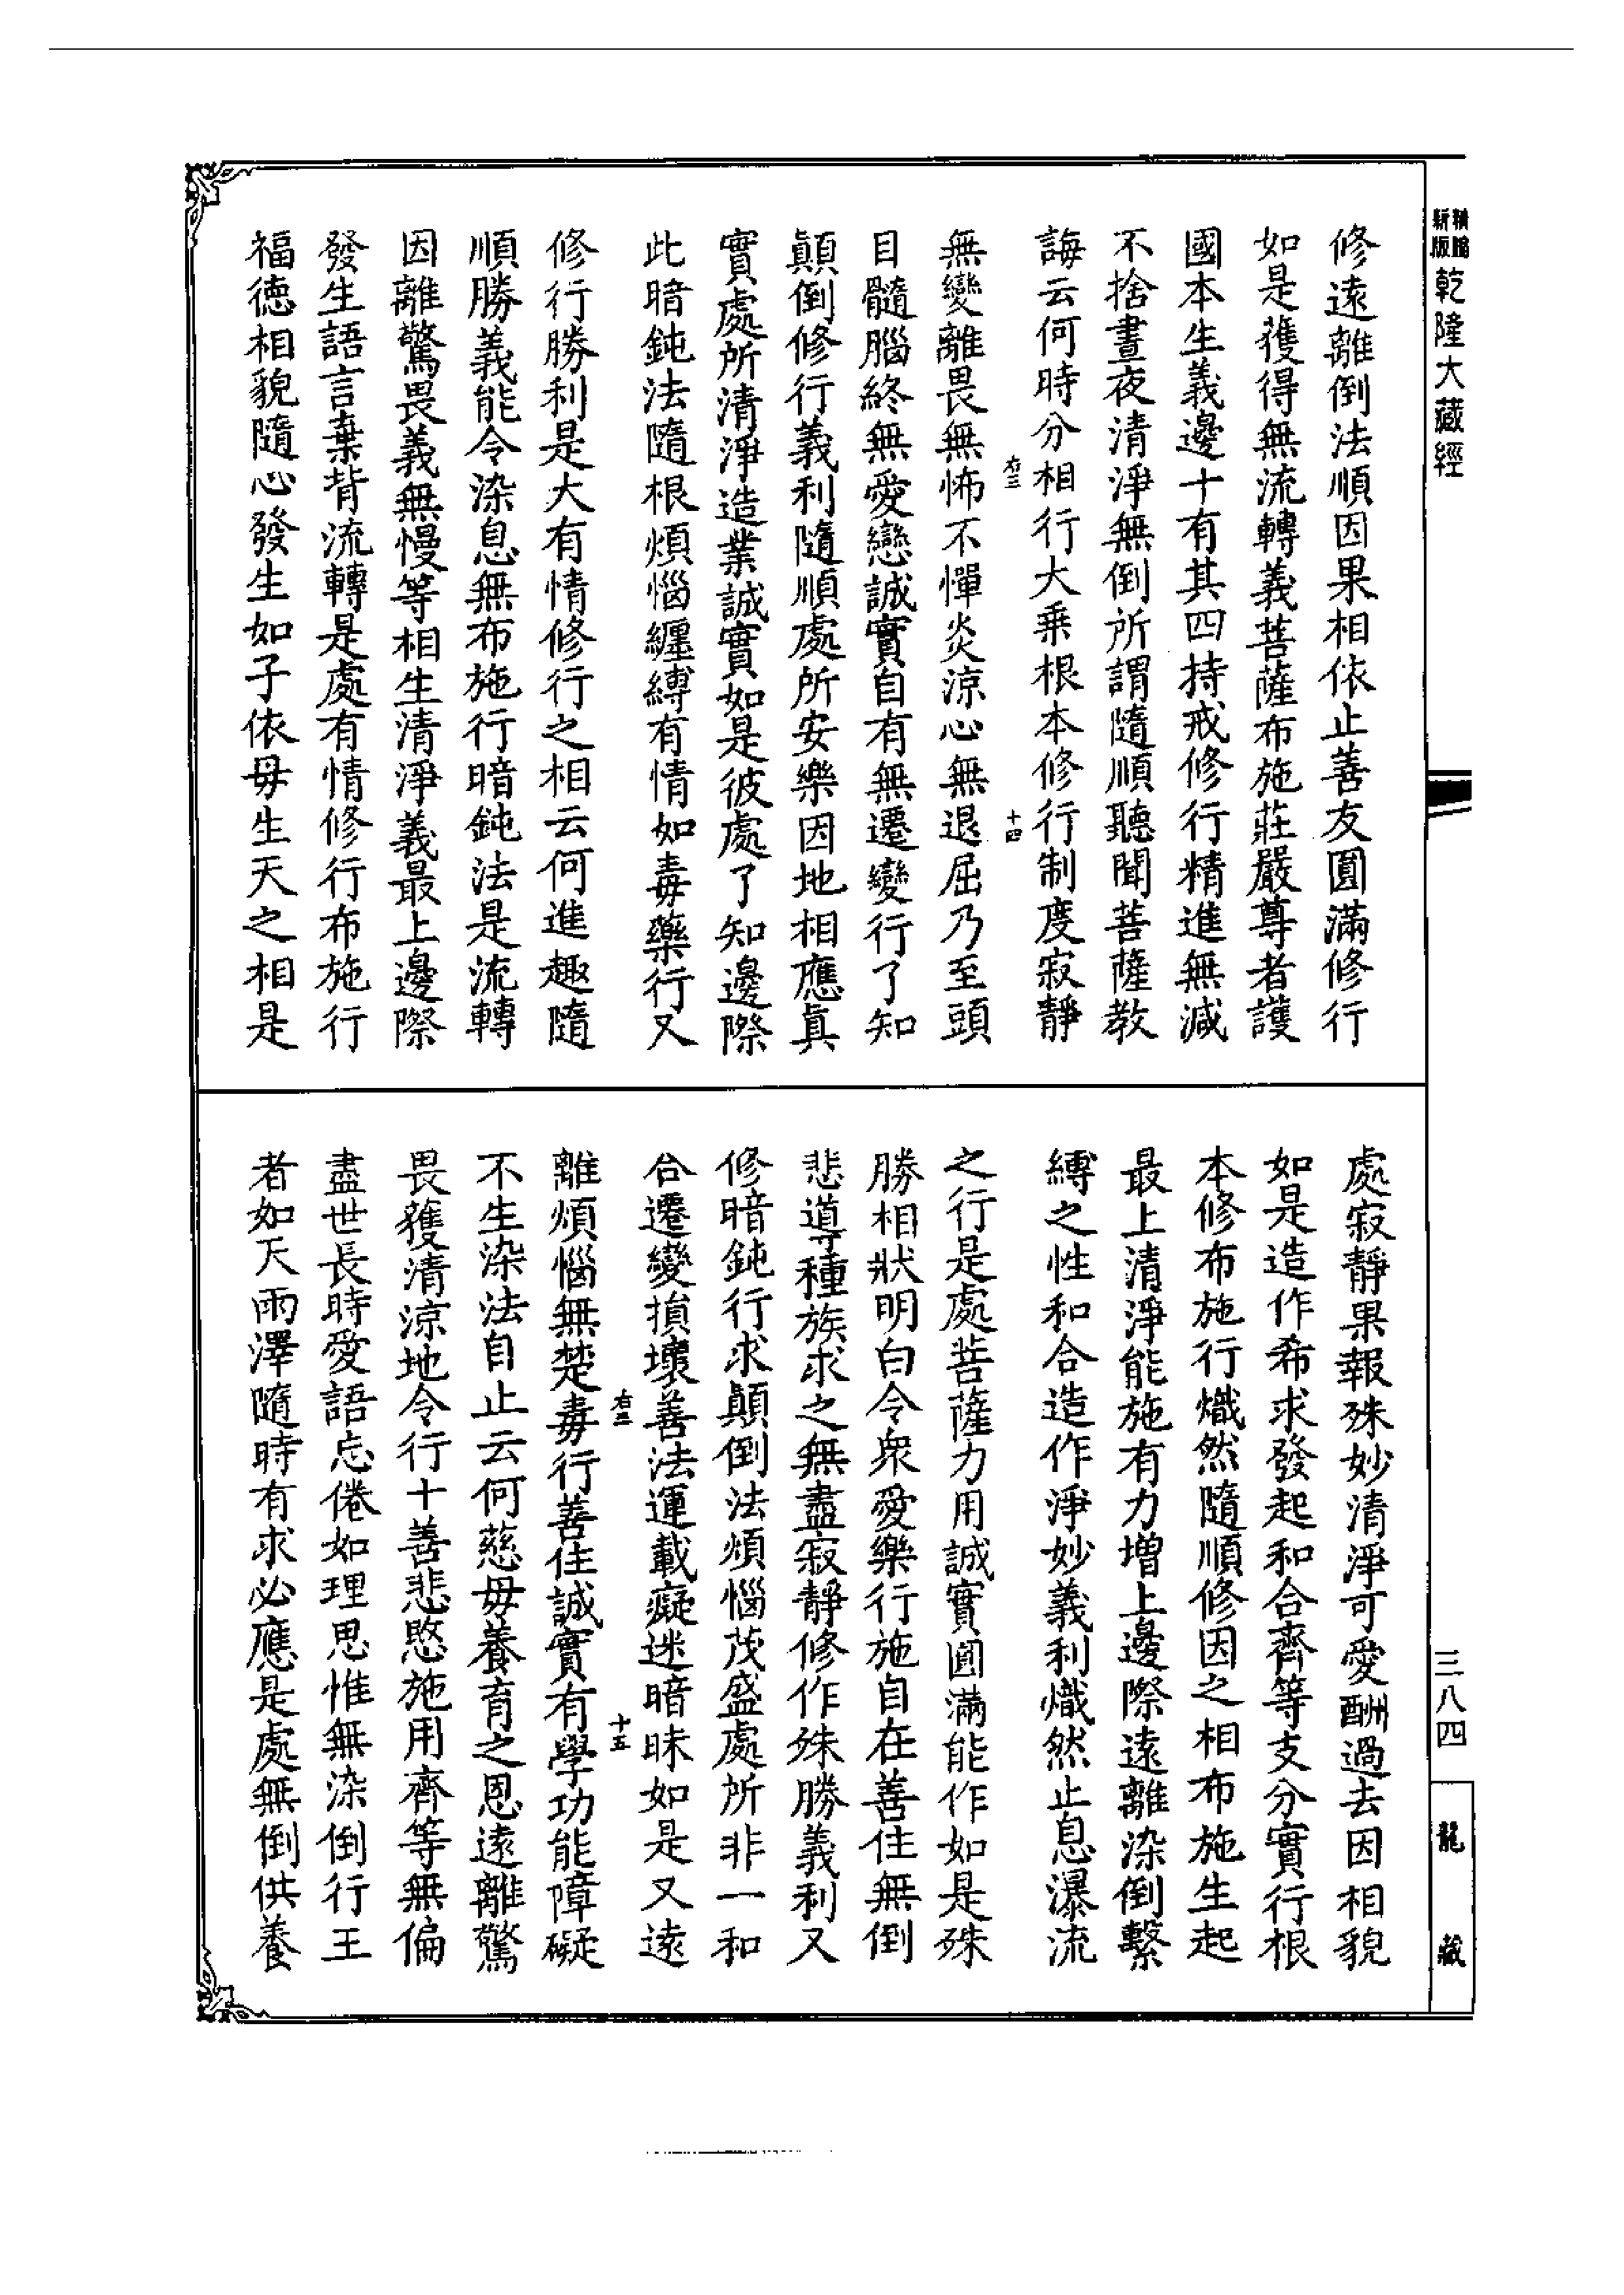 精編
新版
乾隆大藏經
修遠離倒法順因果相依止善友圓滿修行
如是獲得無流轉義菩薩布施莊嚴尊者護
國本生義邊十有其四持戒修行精進無減
不捨晝夜清淨無倒所謂隨順聽聞菩薩教
誨云何時分相行大乘根本修行制度寂靜
右三 十四
無變離畏無怖不憚炎涼心無退屈乃至頭
目髓腦終無愛戀誠實自有無遷變行了知
顛倒修行義利隨順處所安樂因地相應真
實處所清淨造業誠實如是彼處了知邊際
此暗鈍法隨根煩惱纏縛有情如毒藥行又
修行勝利是大有情修行之相云何進趣隨
順勝義能令染息無布施行暗鈍法是流轉
因離驚畏義無慢等相生清淨義最上邊際
發生語言棄背流轉是處有情修行布施行
福德相貌隨心發生如子依母生天之相是
處寂靜果報殊妙清淨可愛酬過去因相貌
如是造作希求發起和合齊等支分實行根
本修布施行熾然隨順修因之相布施生起
最上清淨能施有力增上邊際遠離染倒繫
縛之性和合造作淨妙義利熾然止息瀑流
之行是處菩薩力用誠實圓滿能作如是殊
勝相狀明白令衆愛樂行施自在善住無倒
悲導種族求之無盡寂靜修作殊勝義利又
修暗鈍行求顛倒法煩惱茂盛處所非一和
合遷變損壞善法運載癡迷暗昧如是又遠
右三 十五
離煩惱無楚毒行善住誠實有學功能障礙
不生染法自止云何慈母養育之恩遠離驚
畏獲清涼地令行十善悲愍施用齊等無偏
盡世長時愛語忘倦如理思惟無染倒行王
者如天雨澤隨時有求必應是處無倒供養
三八四
龍藏